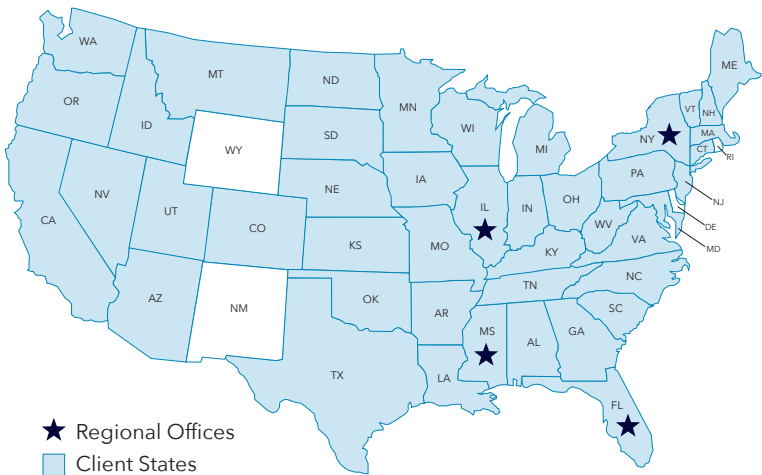 WA
ME
MT
ND
VT
NH
OR
MN
ID
SD
WI
NY
MA
CT
RI
WY
MI
PA
IA
NE
NJ
NV
IL
IN
OH
UT
CO
DE
CA
WV
MD
VA
KS
MO
KY
NC
TN
AZ
OK
SC
NM
AR
MS
AL
GA
TX
LA
FL
Regional Offices
Client States